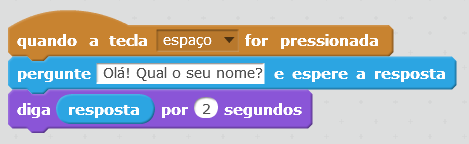 quando a tecla espaço for pressionada
pergunte Olá! Qual o seu nome? e espere a resposta
diga resposta por 2 segundos